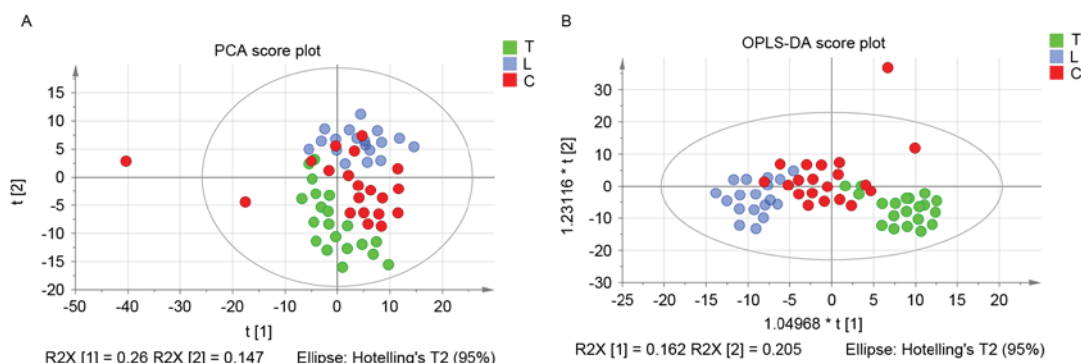 A
PCA score plot
T
L
C
15
10
5
0
-5
-10
-15
-20
t [2]
-50
-40
-30
-20
-10
0
10
20
30
t [1]
R2X [1] = 0.26 R2X [2] = 0.147
Ellipse: Hotelling's T2 (95%)
B
OPLS-DA score plot
T
L
C
30
20
10
0
-10
-20
-30
1.23116 * t [2]
-25
-20
-15
-10
-5
0
5
10
15
20
25
1.04968 * t [1]
R2X [1] = 0.162 R2X [2] = 0.205
Ellipse: Hotelling's T2 (95%)